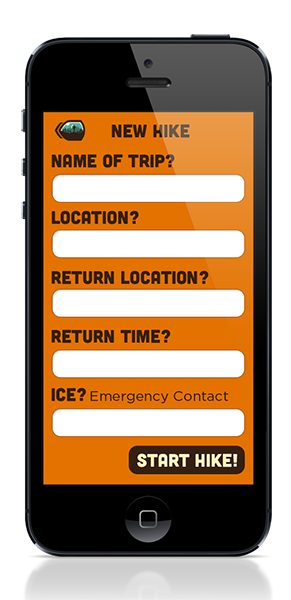 NEW HIKE
NAME OF TRIP?
LOCATION?
RETURN LOCATION?
RETURN TIME?
ICE? Emergency Contact
START HIKE!